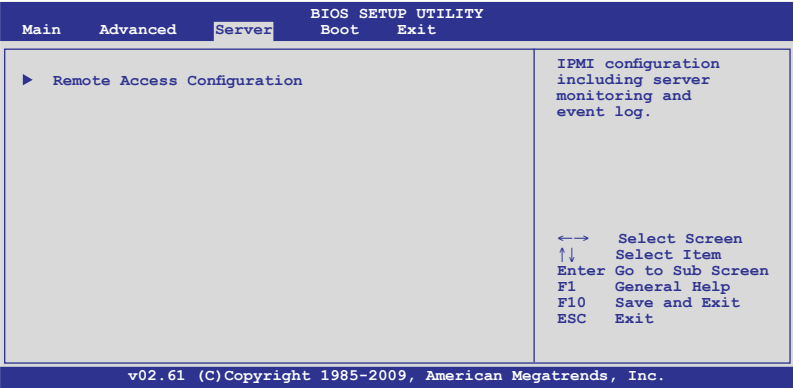 BIOS SETUP UTILITY
Main Advanced Server Boot Exit
▶ Remote Access Configuration
IPMI configuration
including server
monitoring and
event log.
←→ Select Screen
↑↓ Select Item
Enter Go to Sub Screen
F1 General Help
F10 Save and Exit
ESC Exit
v02.61 (C)Copyright 1985-2009, American Megatrends, Inc.